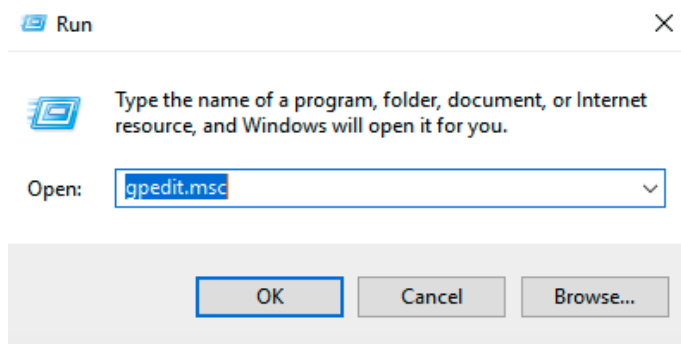 Run
Type the name of a program, folder, document, or Internet
resource, and Windows will open it for you.
Open: gpedit.msc
OK Cancel Browse...